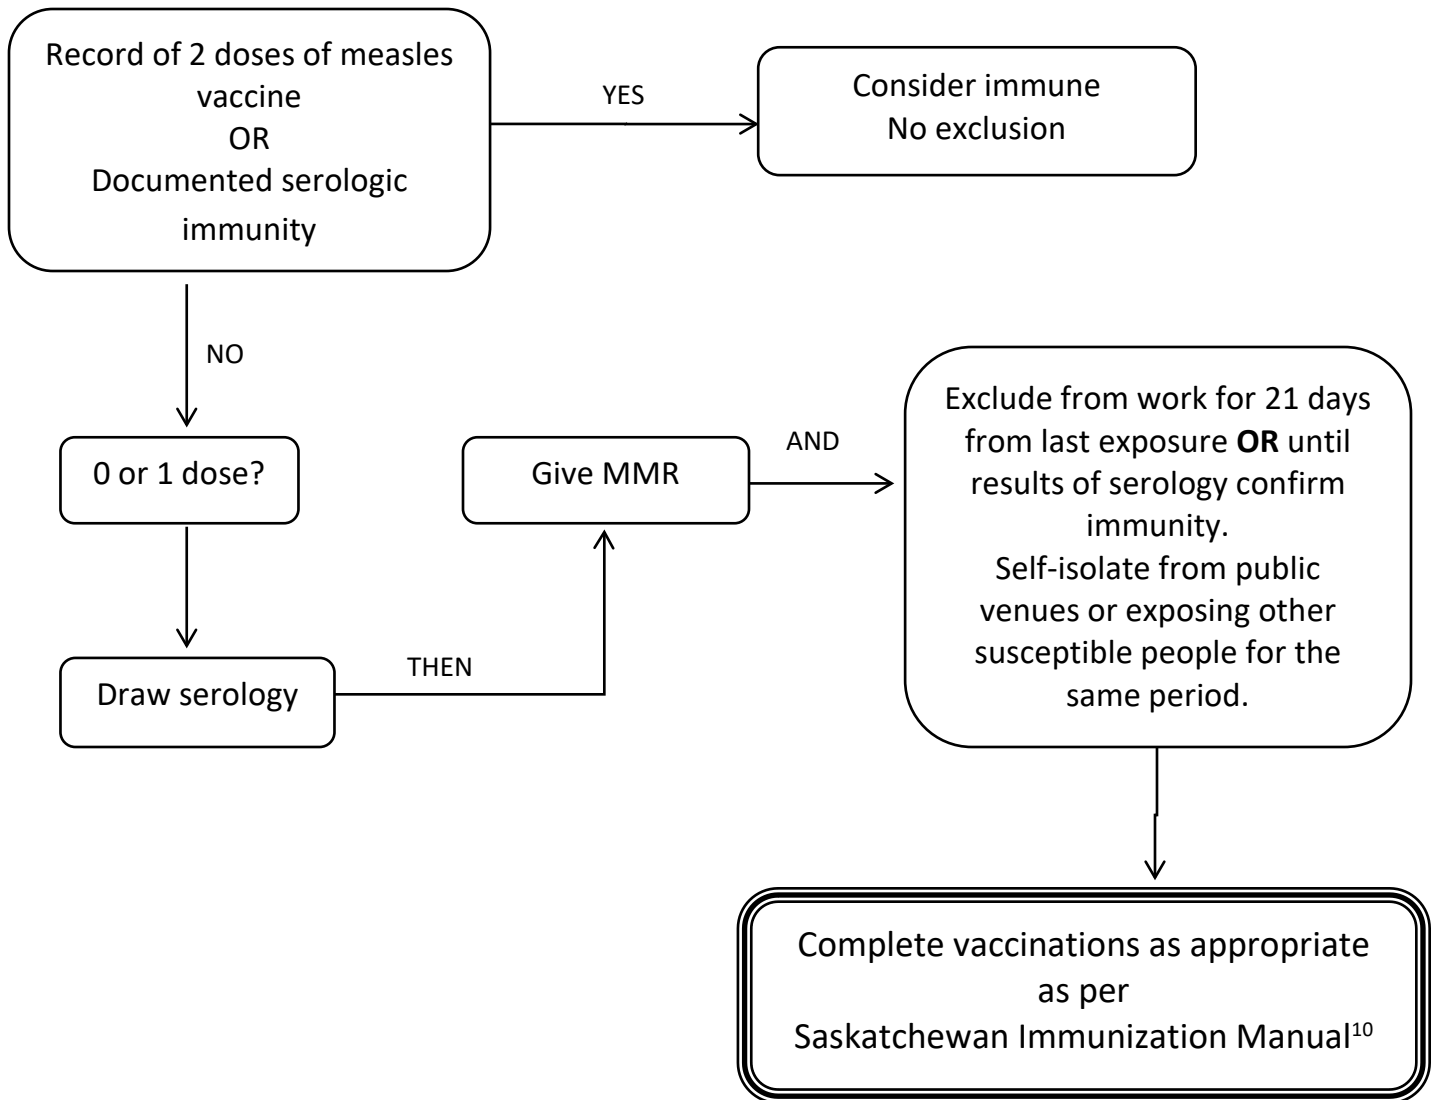 Record of 2 doses of measles
vaccine
OR
Documented serologic
immunity
YES
Consider immune
No exclusion
NO
0 or 1 dose?
Draw serology
THEN
Give MMR
AND
Exclude from work for 21 days
from last exposure OR until
results of serology confirm
immunity.
Self-isolate from public
venues or exposing other
susceptible people for the
same period.
Complete vaccinations as appropriate
as per
Saskatchewan Immunization Manual¹⁰